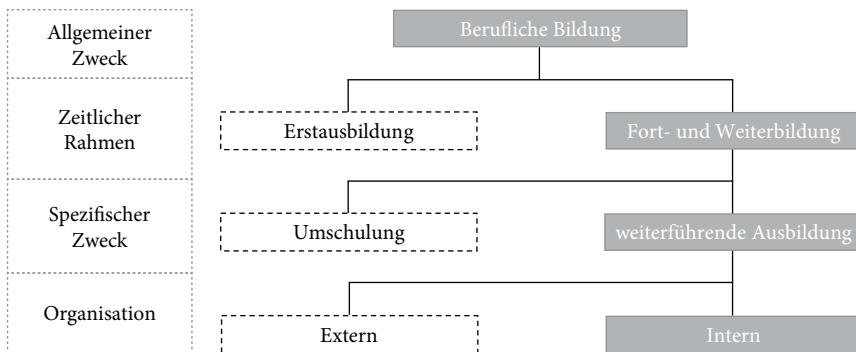 Allgemeiner
Zweck
Berufliche Bildung
Zeitlicher
Rahmen
Erstausbildung
Fort- und Weiterbildung
Spezifischer
Zweck
Umschulung
weiterführende Ausbildung
Organisation
Extern
Intern